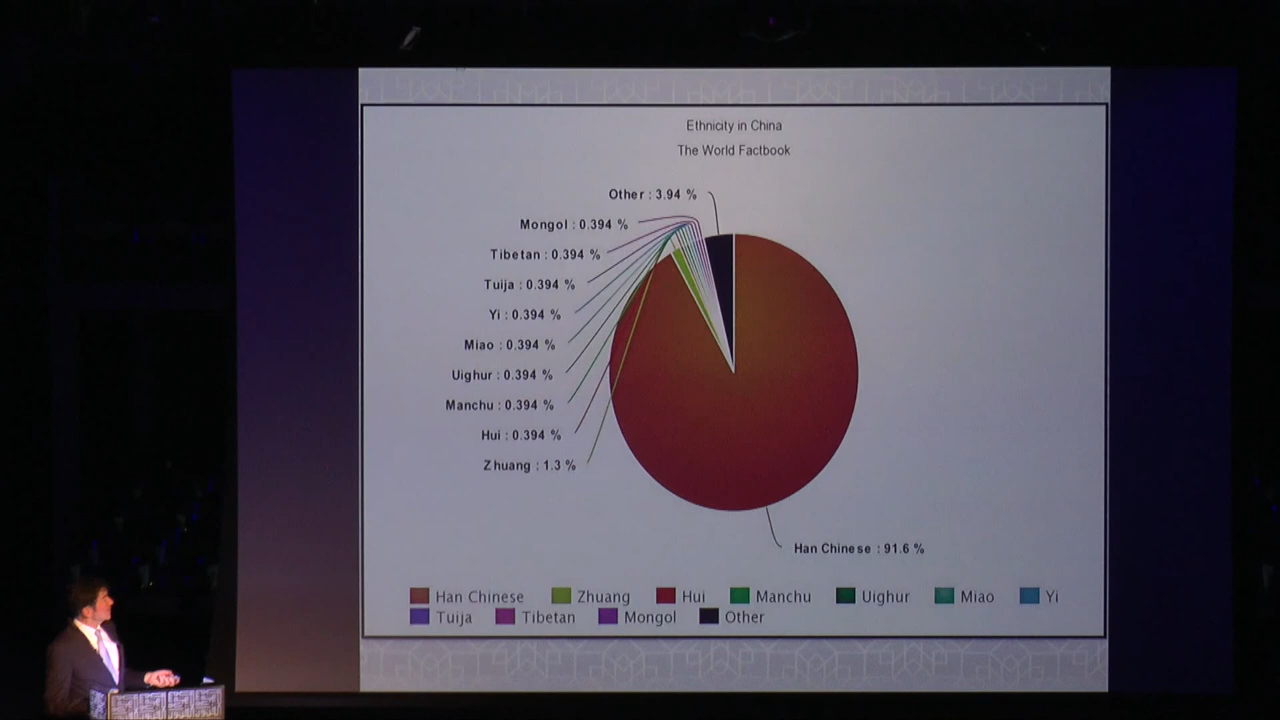 Ethnicity in China
The World Factbook
Other : 3.94 %
Mongol : 0.394 %
Tibetan : 0.394 %
Tuija : 0.394 %
Yi : 0.394 %
Miao : 0.394 %
Uighur : 0.394 %
Manchu : 0.394 %
Hui : 0.394 %
Zhuang : 1.3 %
Han Chinese : 91.6 %
Han Chinese Zhuang Hui Manchu Uighur Miao Yi
Tuija Tibetan Mongol Other